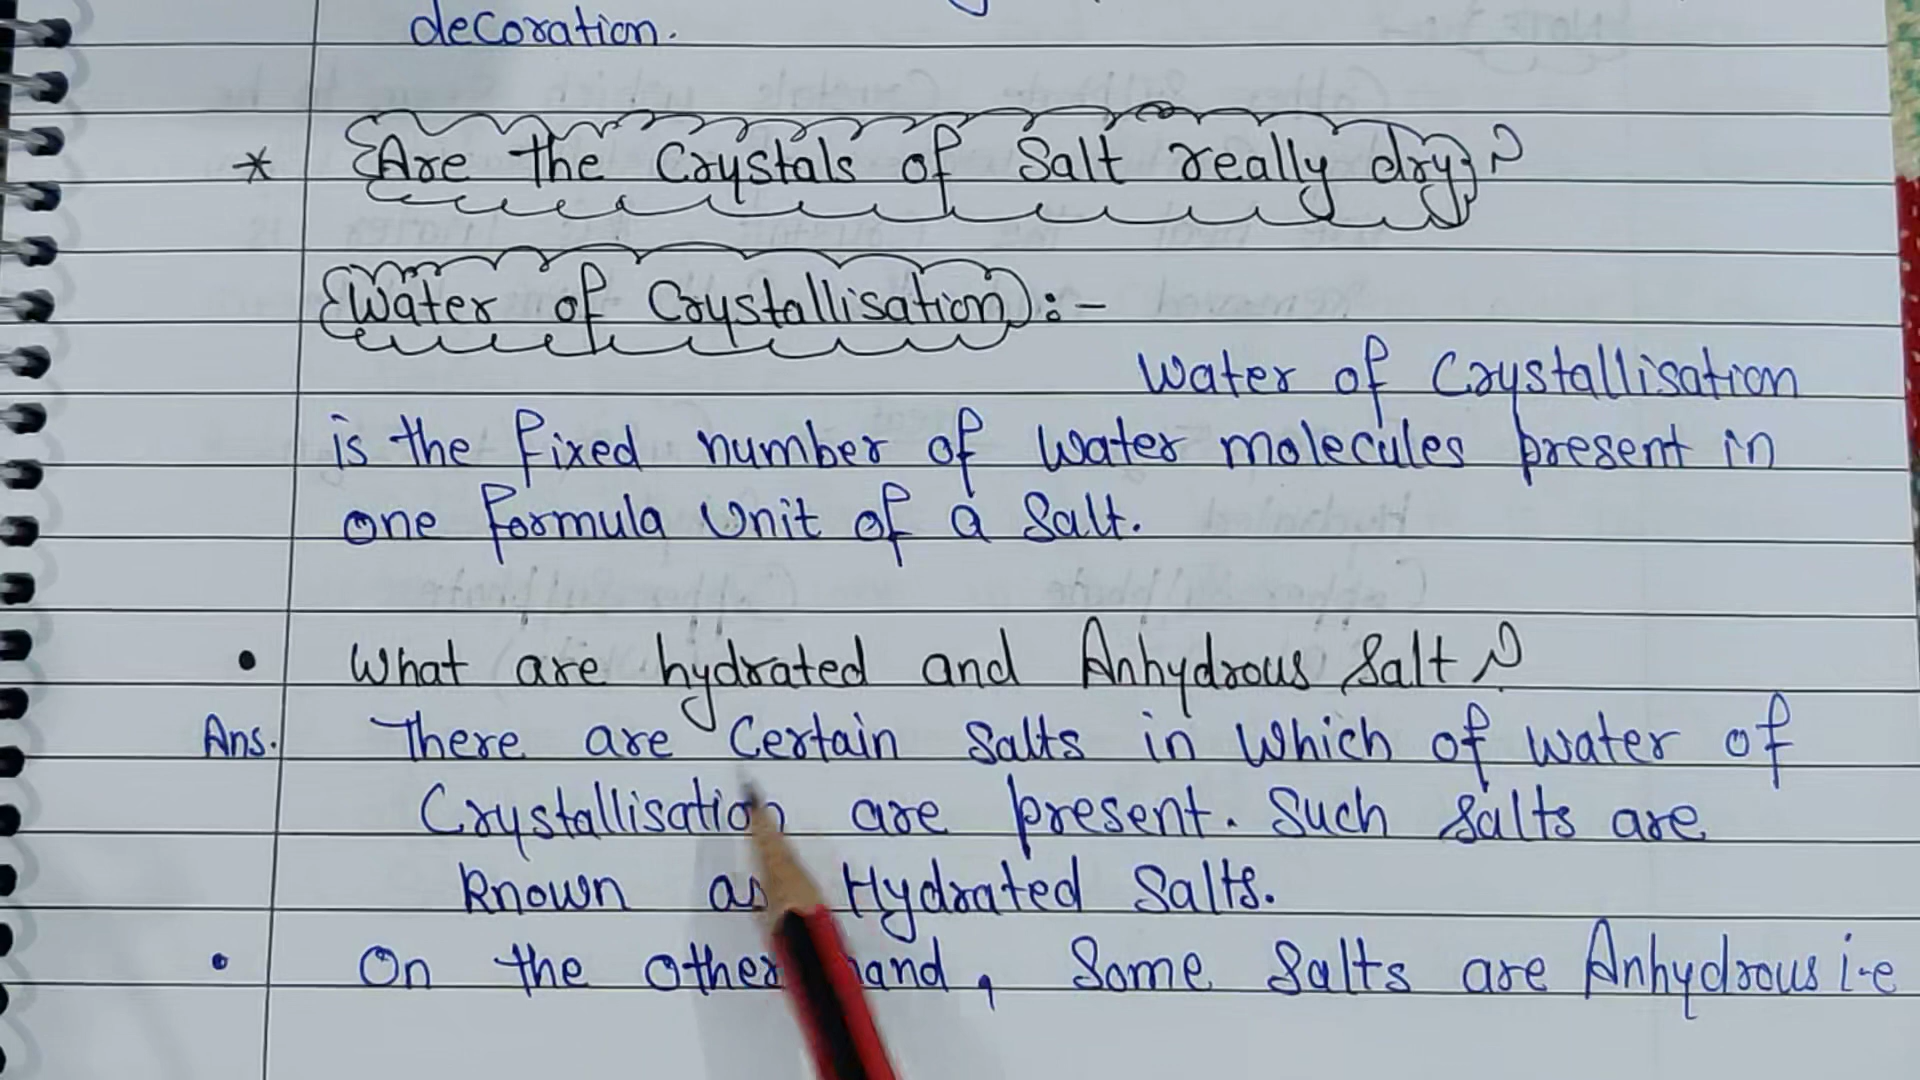 decoration.
* Are the Crystals of Salt really dry?
Water of Crystallisation :-
Water of Crystallisation
is the fixed number of water molecules present in
one formula Unit of a Salt.
• What are hydrated and Anhydrous Salt?
Ans. There are Certain Salts in which of water of
Crystallisation are present. Such Salts are
known as Hydrated Salts.
• On the other hand, Some Salts are Anhydrous i.e